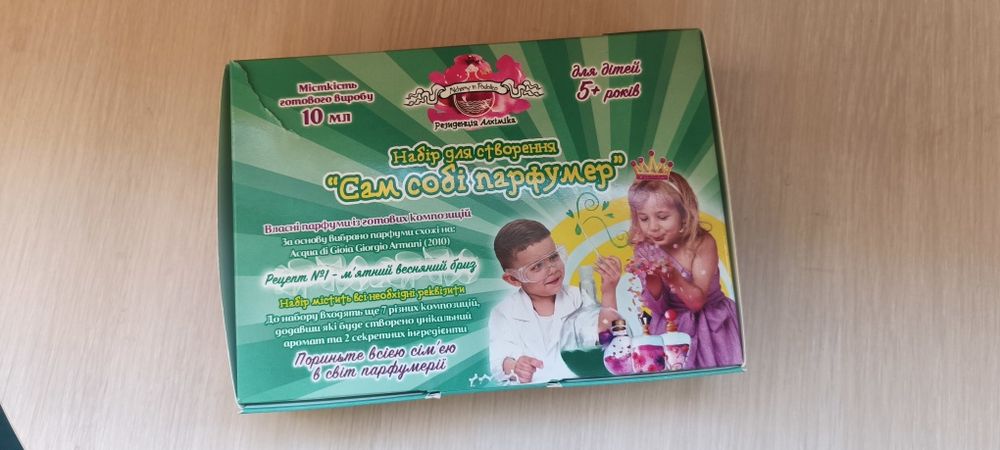 Місткість
готового виробу
10 мл
Alchemy in Podolino
Резиденція Алхіміка
для дітей
5+ років
Набір для створення
"Сам собі парфумер"
Власні парфуми із готових композицій
За основу вибрано парфуми схожі на:
Acqua di Gioia Giorgio Armani (2010)
Рецепт №1 - м'ятний весняний бриз
Набір містить всі необхідні реквізити
До набору входять ще 7 різних композицій,
додавши які буде створено унікальний
аромат та 2 секретних інгредієнти
Пориньте всією сім'єю
в світ парфумерії